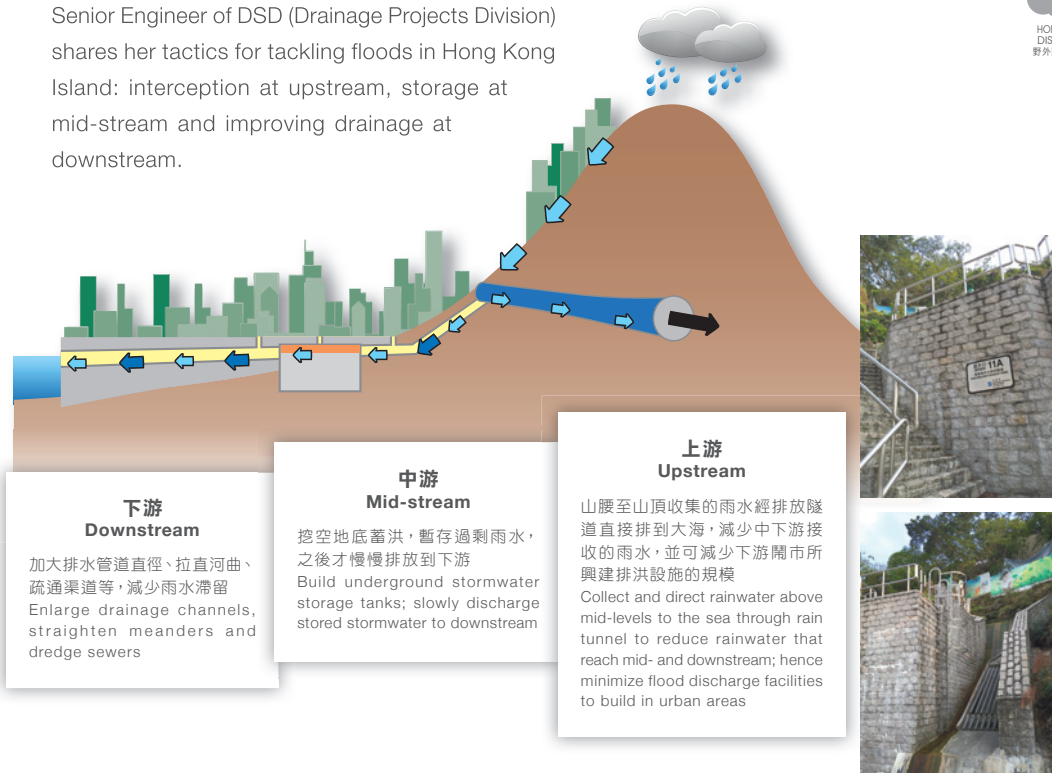 Senior Engineer of DSD (Drainage Projects Division)
shares her tactics for tackling floods in Hong Kong
Island: interception at upstream, storage at
mid-stream and improving drainage at
downstream.
下游
Downstream
加大排水管道直徑、拉直河曲、
疏通渠道等，減少雨水滯留
Enlarge drainage channels,
straighten meanders and
dredge sewers
中游
Mid-stream
挖空地底蓄洪，暫存過剩雨水，
之後才慢慢排放到下游
Build underground stormwater
storage tanks; slowly discharge
stored stormwater to downstream
上游
Upstream
山腰至山頂收集的雨水經排放隧
道直接排到大海，減少中下游接
收的雨水，並可減少下游鬧市所
興建排洪設施的規模
Collect and direct rainwater above
mid-levels to the sea through rain
tunnel to reduce rainwater that
reach mid- and downstream; hence
minimize flood discharge facilities
to build in urban areas
11A
野外